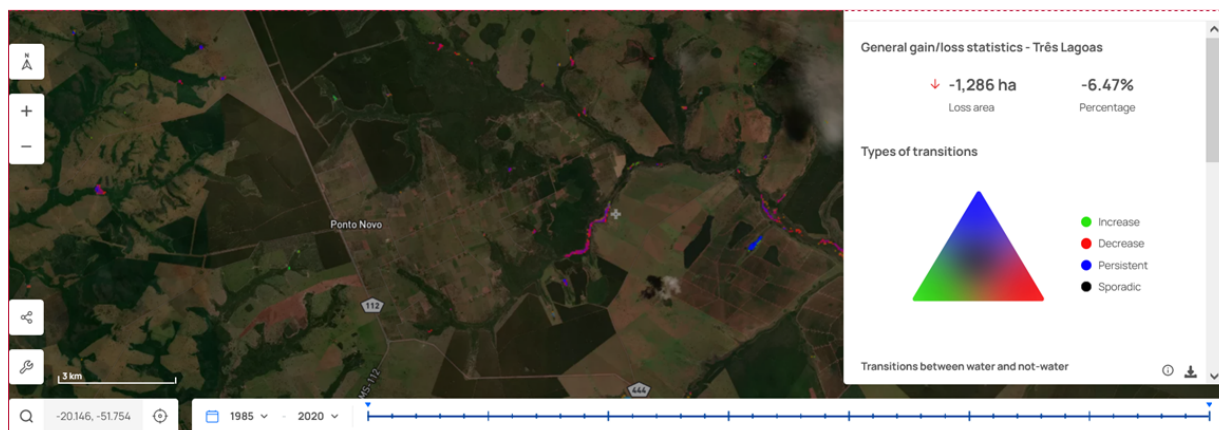 N
+
−
Ponto Novo
112
MS-112
444
3 km
-20.146, -51.754
1985 - 2020
General gain/loss statistics - Três Lagoas
-1,286 ha
-6.47%
Loss area
Percentage
Types of transitions
Increase
Decrease
Persistent
Sporadic
Transitions between water and not-water